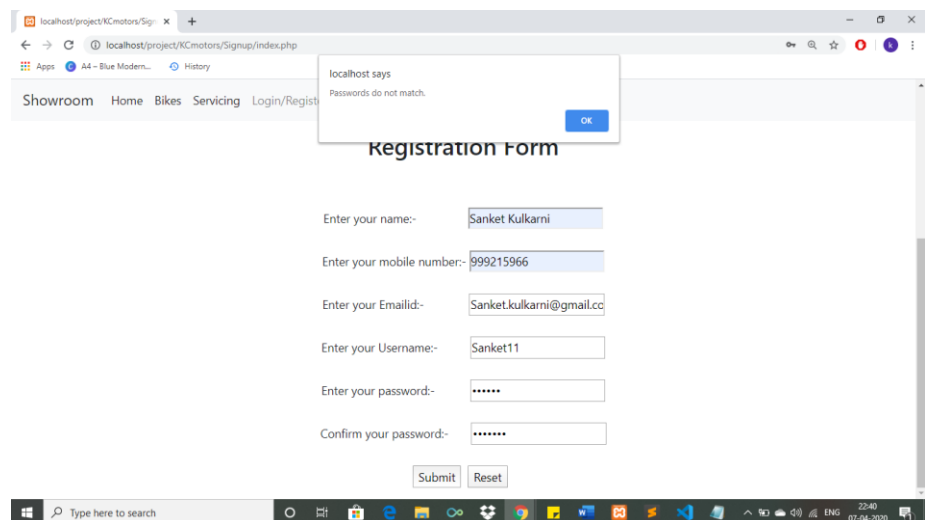 localhost/project/KCmotors/Sign
localhost/project/KCmotors/Signup/index.php
Apps A4 – Blue Modern... History
localhost says
Passwords do not match.
OK
Showroom Home Bikes Servicing Login/Regist
Registration Form
Enter your name:- Sanket Kulkarni
Enter your mobile number:- 999215966
Enter your Emailid:- Sanket.kulkarni@gmail.co
Enter your Username:- Sanket11
Enter your password:- ••••••
Confirm your password:- •••••••
Submit Reset
Type here to search
ENG
22:40
07-04-2020